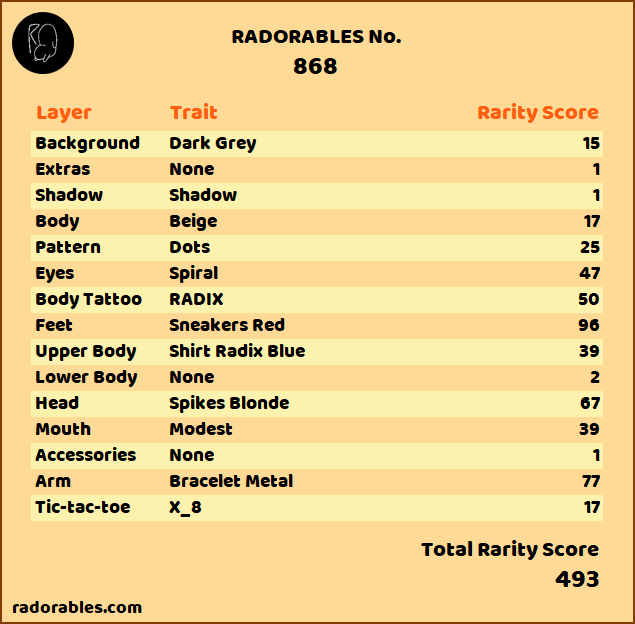 RADORABLES No.
868
Layer Trait Rarity Score
Background Dark Grey 15
Extras None 1
Shadow Shadow 1
Body Beige 17
Pattern Dots 25
Eyes Spiral 47
Body Tattoo RADIX 50
Feet Sneakers Red 96
Upper Body Shirt Radix Blue 39
Lower Body None 2
Head Spikes Blonde 67
Mouth Modest 39
Accessories None 1
Arm Bracelet Metal 77
Tic-tac-toe X_8 17
Total Rarity Score
493
radorables.com